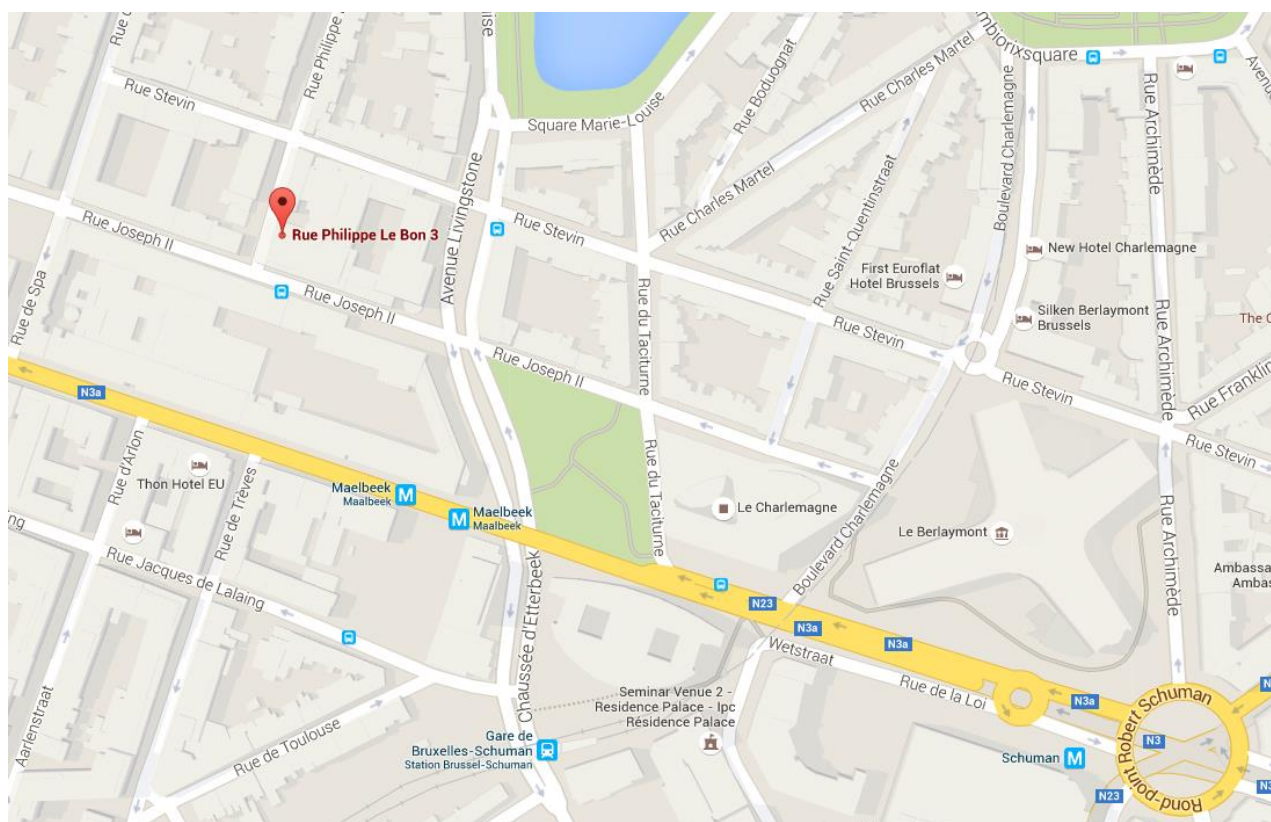 Rue Stevin
Rue Philippe
Square Marie-Louise
Rue Boduognat
Rue Charles Martel
Ambiorixsquare
Boulevard Charlemagne
Rue Archimède
Rue Philippe Le Bon 3
Avenue Livingstone
Rue Stevin
Rue Charles Martel
Rue Saint-Quentinstraat
New Hotel Charlemagne
Rue Joseph II
First Euroflat
Hotel Brussels
Rue de Spa
Rue Joseph II
Rue du Taciturne
Rue Stevin
Silken Berlaymont
Brussels
Rue Archimède
Rue Joseph II
Rue Stevin
Rue Franklin
N3a
Rue Stevin
Rue d'Arlon
Thon Hotel EU
Rue de Trèves
Maelbeek
Maalbeek
M
M
Maelbeek
Maalbeek
Rue du Taciturne
Le Charlemagne
Boulevard Charlemagne
Le Berlaymont
Rue Archimède
Rue Jacques de Lalaing
Chaussée d'Etterbeek
N23
N3a
N3a
Wetstraat
Rue de la Loi
Aarlenstraat
Rue de Toulouse
Seminar Venue 2 -
Residence Palace - Ipc
Résidence Palace
Gare de
Bruxelles-Schuman
Station Brussel-Schuman
N3a
Rond-point Robert Schuman
N3
Schuman
M
N23